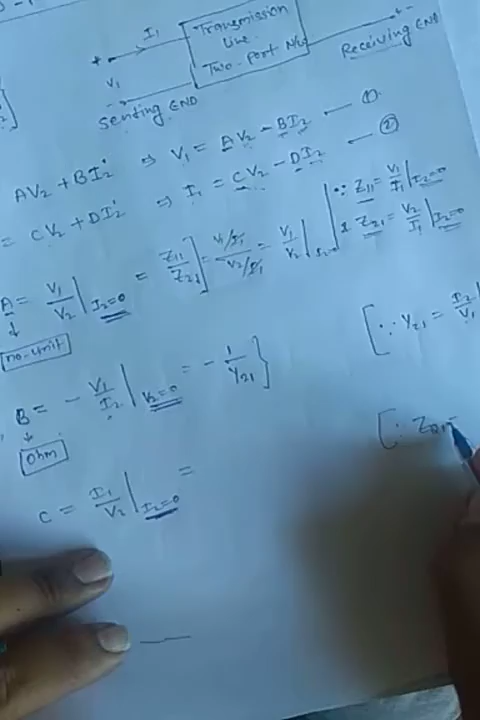 I₁
Transmission
Line
Two-Port N/W
+
V₁
Sending END
Receiving END
AV₂ + BI₂' ⇒ V₁ = AV₂ - BI₂ ← ①
= CV₂ + DI₂' ⇒ I₁ = CV₂ - DI₂ ← ②
A = V₁/V₂ | I₂=0 = Z₁₁/Z₂₁ ] = V₁/I₁ / V₂/I₁ = V₁/V₂ | I₂=0
∵ Z₁₁ = V₁/I₁ | I₂=0
& Z₂₁ = V₂/I₁ | I₂=0
no-unit
B = - V₁/I₂ | V₂=0 = - 1/Y₂₁ }
[∵ Y₂₁ = I₂/V₁
ohm
C = I₁/V₂ | I₂=0 =
[∵ Z₂₁ =